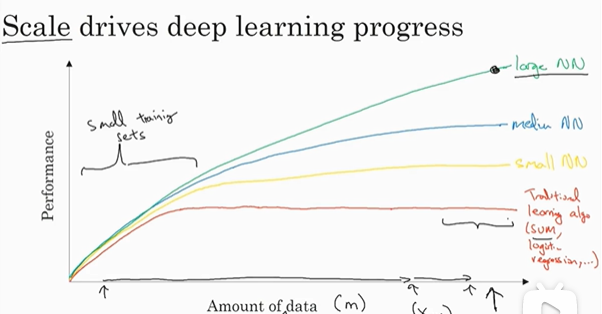 Scale drives deep learning progress
large NN
small training
sets
medium NN
small NN
Performance
Traditional
learning algo
(SVM,
logistic
regression,...)
Amount of data (m)
(x,